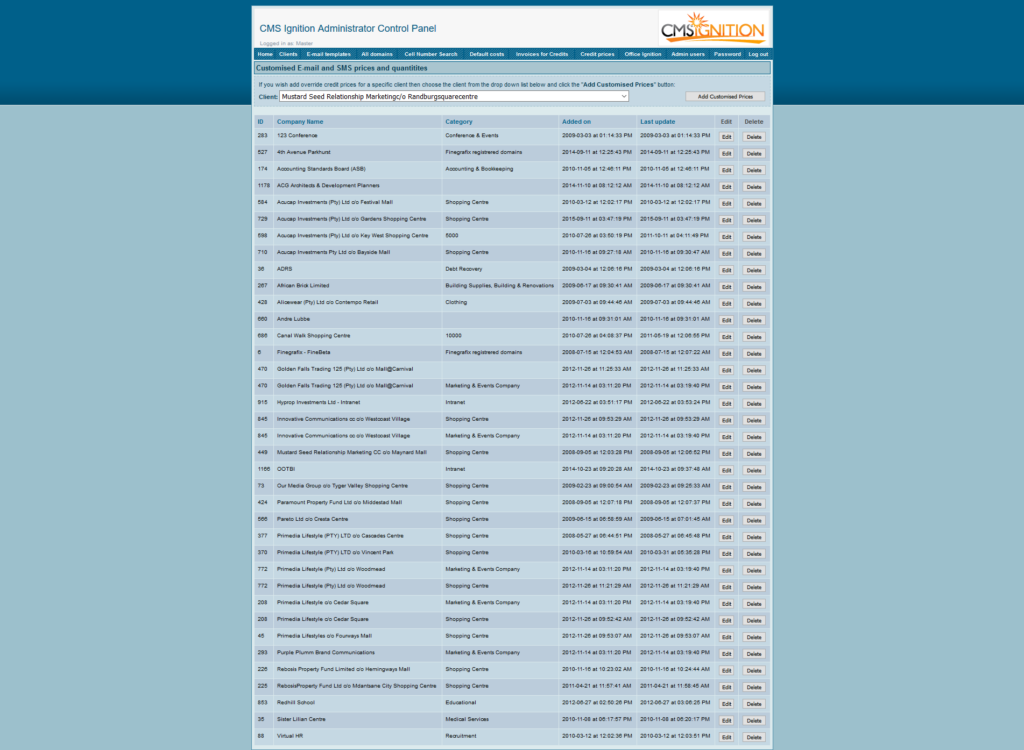 CMS Ignition Administrator Control Panel
CMS IGNITION
Logged in as: Master
Home Clients E-mail templates All domains Cell Number Search Default costs Invoices for Credits Credit prices Office ignition Admin users Password Log out
Customised E-mail and SMS prices and quantitites
If you wish add override credit prices for a specific client then choose the client from the drop down list below and click the "Add Customised Prices" button:
Client: Mustard Seed Relationship Marketingc/o Randburgsquarecentre Add Customised Prices
ID Company Name Category Added on Last update Edit Delete
283 123 Conference Conference & Events 2009-03-03 at 01:14:33 PM 2009-03-03 at 01:14:33 PM Edit Delete
527 4th Avenue Parkhurst Finegrafix registered domains 2014-09-11 at 12:25:43 PM 2014-09-11 at 12:25:43 PM Edit Delete
174 Accounting Standards Board (ASB) Accounting & Bookkeeping 2010-11-05 at 12:46:11 PM 2010-11-05 at 12:46:11 PM Edit Delete
1178 ACG Architects & Development Planners 2014-11-10 at 08:12:12 AM 2014-11-10 at 08:12:12 AM Edit Delete
584 Acucap Investments (Pty) Ltd c/o Festival Mall Shopping Centre 2010-03-12 at 12:02:17 PM 2010-03-12 at 12:02:17 PM Edit Delete
729 Acucap Investments (Pty) Ltd c/o Gardens Shopping Centre Shopping Centre 2015-09-11 at 03:47:19 PM 2015-09-11 at 03:47:19 PM Edit Delete
698 Acucap Investments (Pty) Ltd c/o Key West Shopping Centre 5000 2010-07-26 at 03:50:19 PM 2011-10-11 at 04:11:49 PM Edit Delete
710 Acucap Investments Pty Ltd c/o Bayside Mall Shopping Centre 2010-11-16 at 09:27:18 AM 2010-11-16 at 09:30:47 AM Edit Delete
36 ADRS Debt Recovery 2009-03-04 at 12:06:16 PM 2009-03-04 at 12:06:16 PM Edit Delete
267 African Brick Limited Building Supplies, Building & Renovations 2009-06-17 at 09:30:41 AM 2009-06-17 at 09:30:41 AM Edit Delete
428 Allcawear (Pty) Ltd c/o Contempo Retail Clothing 2009-07-03 at 09:44:46 AM 2009-07-03 at 09:44:46 AM Edit Delete
660 Andre Lubbe 2010-11-16 at 09:31:01 AM 2010-11-16 at 09:31:01 AM Edit Delete
686 Canal Walk Shopping Centre 10000 2010-07-26 at 04:08:37 PM 2011-05-19 at 12:06:55 PM Edit Delete
6 Finegrafix - FineBeta Finegrafix registered domains 2008-07-15 at 12:04:53 AM 2008-07-15 at 12:07:22 AM Edit Delete
470 Golden Falls Trading 125 (Pty) Ltd c/o Mall@Carnival 2012-11-26 at 11:25:33 AM 2012-11-26 at 11:25:33 AM Edit Delete
470 Golden Falls Trading 125 (Pty) Ltd c/o Mall@Carnival Marketing & Events Company 2012-11-14 at 03:11:20 PM 2012-11-14 at 03:19:40 PM Edit Delete
915 Hyprop Investments Ltd - Intranet Intranet 2012-06-22 at 03:51:17 PM 2012-06-22 at 03:53:24 PM Edit Delete
845 Innovative Communications cc c/o Westcoast Village Shopping Centre 2012-11-26 at 09:53:29 AM 2012-11-26 at 09:53:29 AM Edit Delete
845 Innovative Communications cc c/o Westcoast Village Marketing & Events Company 2012-11-14 at 03:11:20 PM 2012-11-14 at 03:19:40 PM Edit Delete
449 Mustard Seed Relationship Marketing CC c/o Maynard Mall Shopping Centre 2008-09-05 at 12:03:28 PM 2008-09-05 at 12:06:52 PM Edit Delete
1166 OOTBI Intranet 2014-10-23 at 09:20:28 AM 2014-10-23 at 09:37:48 AM Edit Delete
73 Our Media Group c/o Tyger Valley Shopping Centre Shopping Centre 2009-02-23 at 09:00:54 AM 2009-02-23 at 09:25:33 AM Edit Delete
424 Paramount Property Fund Ltd c/o Middestad Mall Shopping Centre 2008-09-05 at 12:07:18 PM 2008-09-05 at 12:07:37 PM Edit Delete
566 Pareto Ltd c/o Cresta Centre Shopping Centre 2009-06-15 at 06:58:59 AM 2009-06-15 at 07:01:45 AM Edit Delete
377 Primedia Lifestyle (PTY) LTD c/o Cascades Centre Shopping Centre 2008-05-27 at 06:44:51 PM 2008-05-27 at 06:45:48 PM Edit Delete
370 Primedia Lifestyle (PTY) LTD c/o Vincent Park Shopping Centre 2010-03-16 at 10:59:54 AM 2010-03-31 at 05:35:28 PM Edit Delete
772 Primedia Lifestyle (Pty) Ltd c/o Woodmead Marketing & Events Company 2012-11-14 at 03:11:20 PM 2012-11-14 at 03:19:40 PM Edit Delete
772 Primedia Lifestyle (Pty) Ltd c/o Woodmead Shopping Centre 2012-11-26 at 11:21:29 AM 2012-11-26 at 11:21:29 AM Edit Delete
208 Primedia Lifestyle c/o Cedar Square Marketing & Events Company 2012-11-14 at 03:11:20 PM 2012-11-14 at 03:19:40 PM Edit Delete
208 Primedia Lifestyle c/o Cedar Square Shopping Centre 2012-11-26 at 09:52:42 AM 2012-11-26 at 09:52:42 AM Edit Delete
45 Primedia Lifestyles c/o Fourways Mall Shopping Centre 2012-11-26 at 09:53:07 AM 2012-11-26 at 09:53:07 AM Edit Delete
293 Purple Plumm Brand Communications Marketing & Events Company 2012-11-14 at 03:11:20 PM 2012-11-14 at 03:19:40 PM Edit Delete
226 Rebosis Property Fund Limited c/o Hemingways Mall Shopping Centre 2010-11-16 at 10:23:02 AM 2010-11-16 at 10:24:44 AM Edit Delete
225 RebosisProperty Fund Ltd c/o Mdantsane City Shopping Centre Shopping Centre 2011-04-21 at 11:57:41 AM 2011-04-21 at 11:58:45 AM Edit Delete
853 Redhill School Educational 2012-06-27 at 02:50:26 PM 2012-06-27 at 03:06:25 PM Edit Delete
35 Sister Lilian Centre Medical Services 2010-11-08 at 06:17:57 PM 2010-11-08 at 06:20:17 PM Edit Delete
88 Virtual HR Recruitment 2010-03-12 at 12:02:36 PM 2010-03-12 at 12:03:51 PM Edit Delete